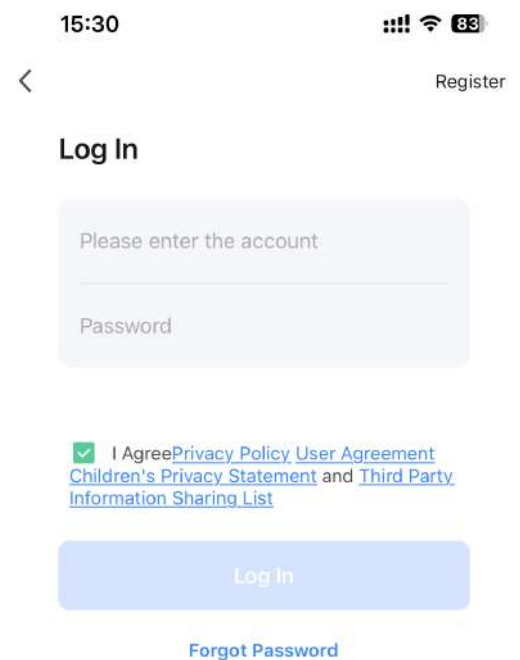 15:30
83
Register
Log In
Please enter the account
Password
I AgreePrivacy Policy User Agreement
Children's Privacy Statement and Third Party
Information Sharing List
Log In
Forgot Password